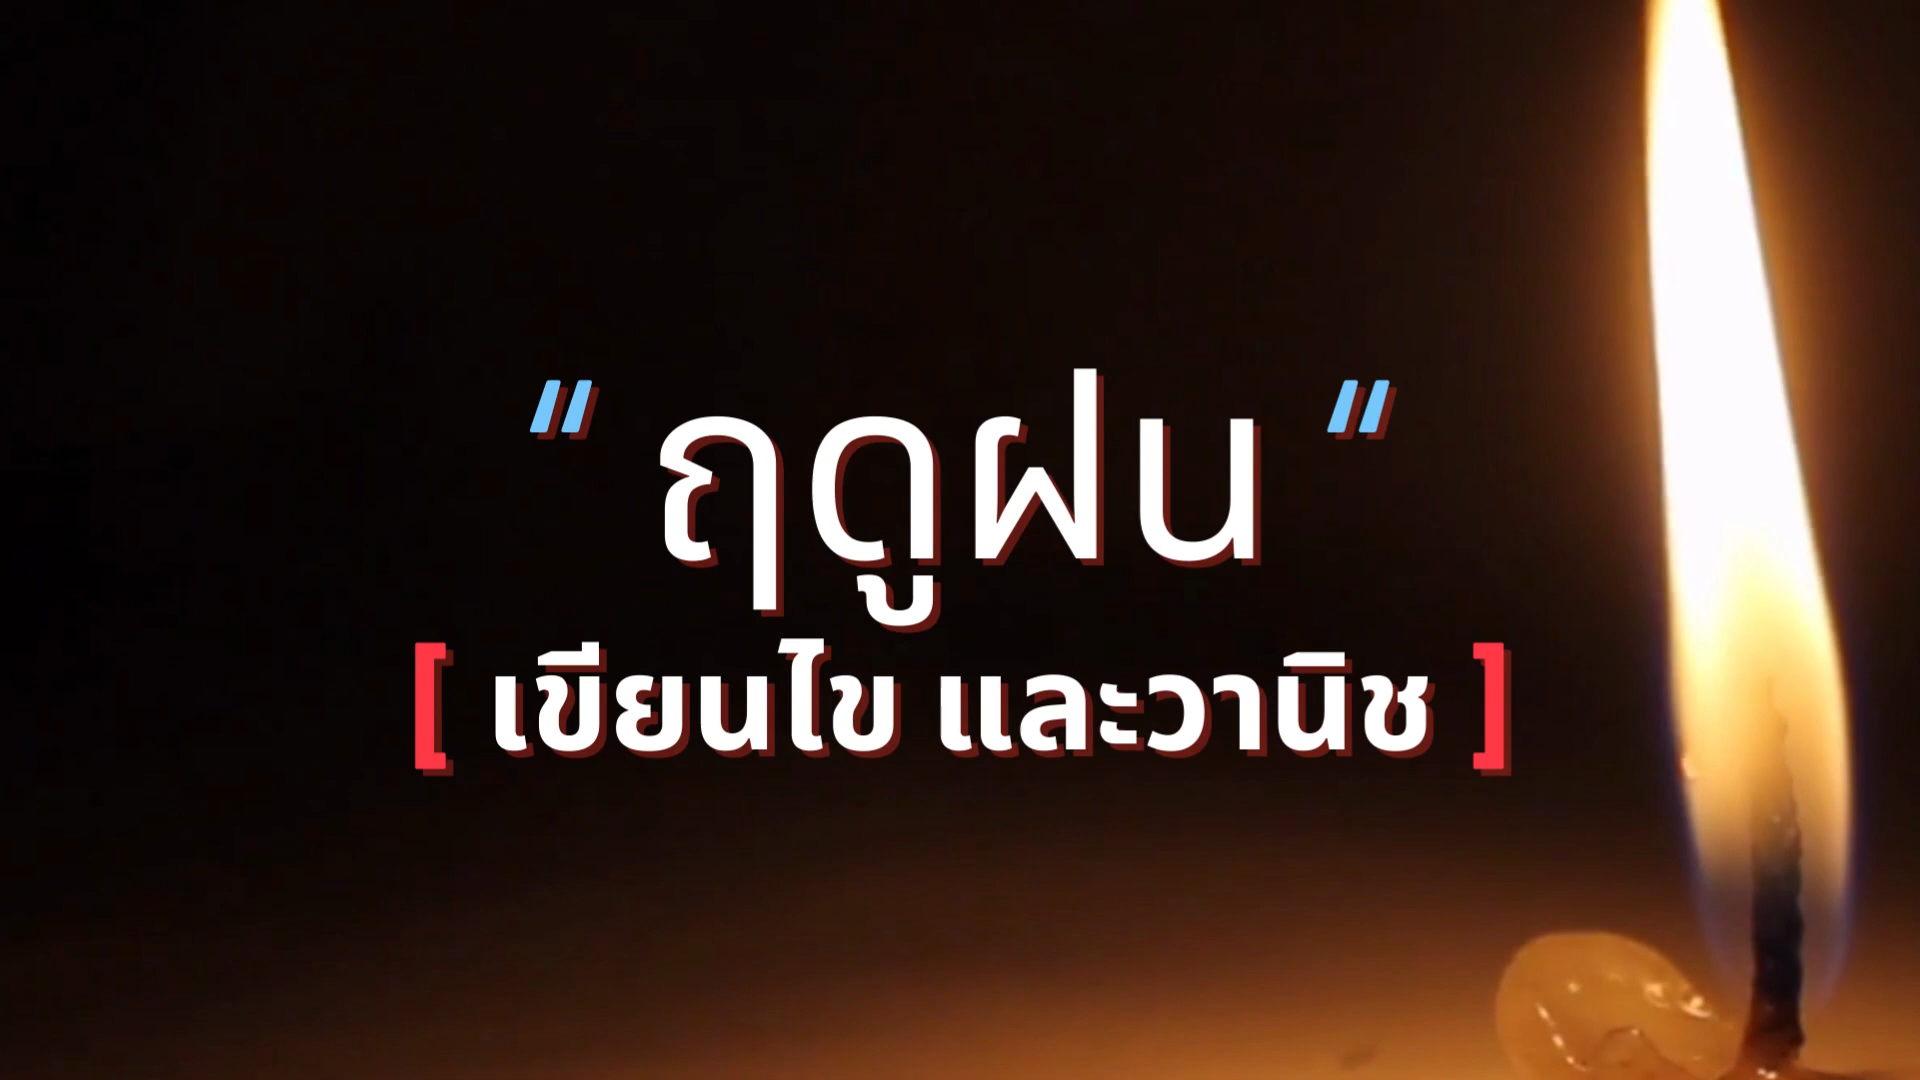 " ฤดูฝน "
[ เขียนไข และวานิช ]